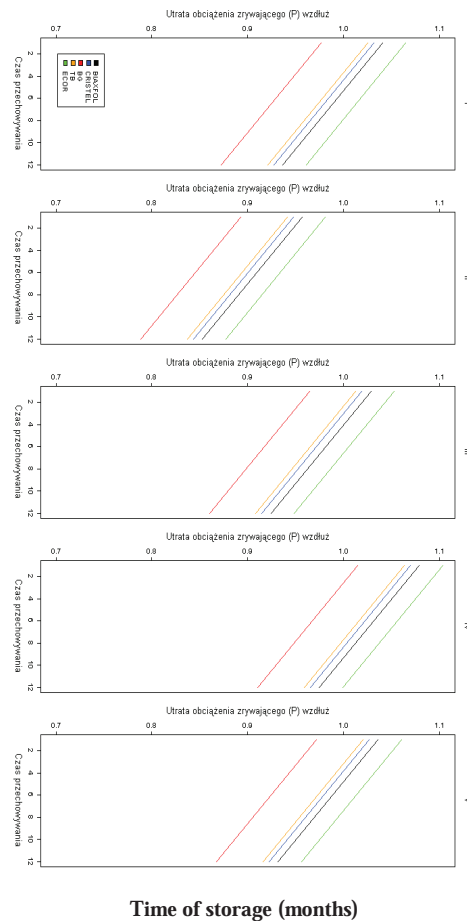 Utrata obciążenia zrywającego (P) wzdłuż
0.7 0.8 0.9 1.0 1.1
2 4 6 8 10 12
Czas przechowywania
BIAXFOL
CRISTEL
BG
TB
ECOR
Utrata obciążenia zrywającego (P) wzdłuż
0.7 0.8 0.9 1.0 1.1
2 4 6 8 10 12
Czas przechowywania
Utrata obciążenia zrywającego (P) wzdłuż
0.7 0.8 0.9 1.0 1.1
2 4 6 8 10 12
Czas przechowywania
Utrata obciążenia zrywającego (P) wzdłuż
0.7 0.8 0.9 1.0 1.1
2 4 6 8 10 12
Czas przechowywania
Utrata obciążenia zrywającego (P) wzdłuż
0.7 0.8 0.9 1.0 1.1
2 4 6 8 10 12
Czas przechowywania
Time of storage (months)